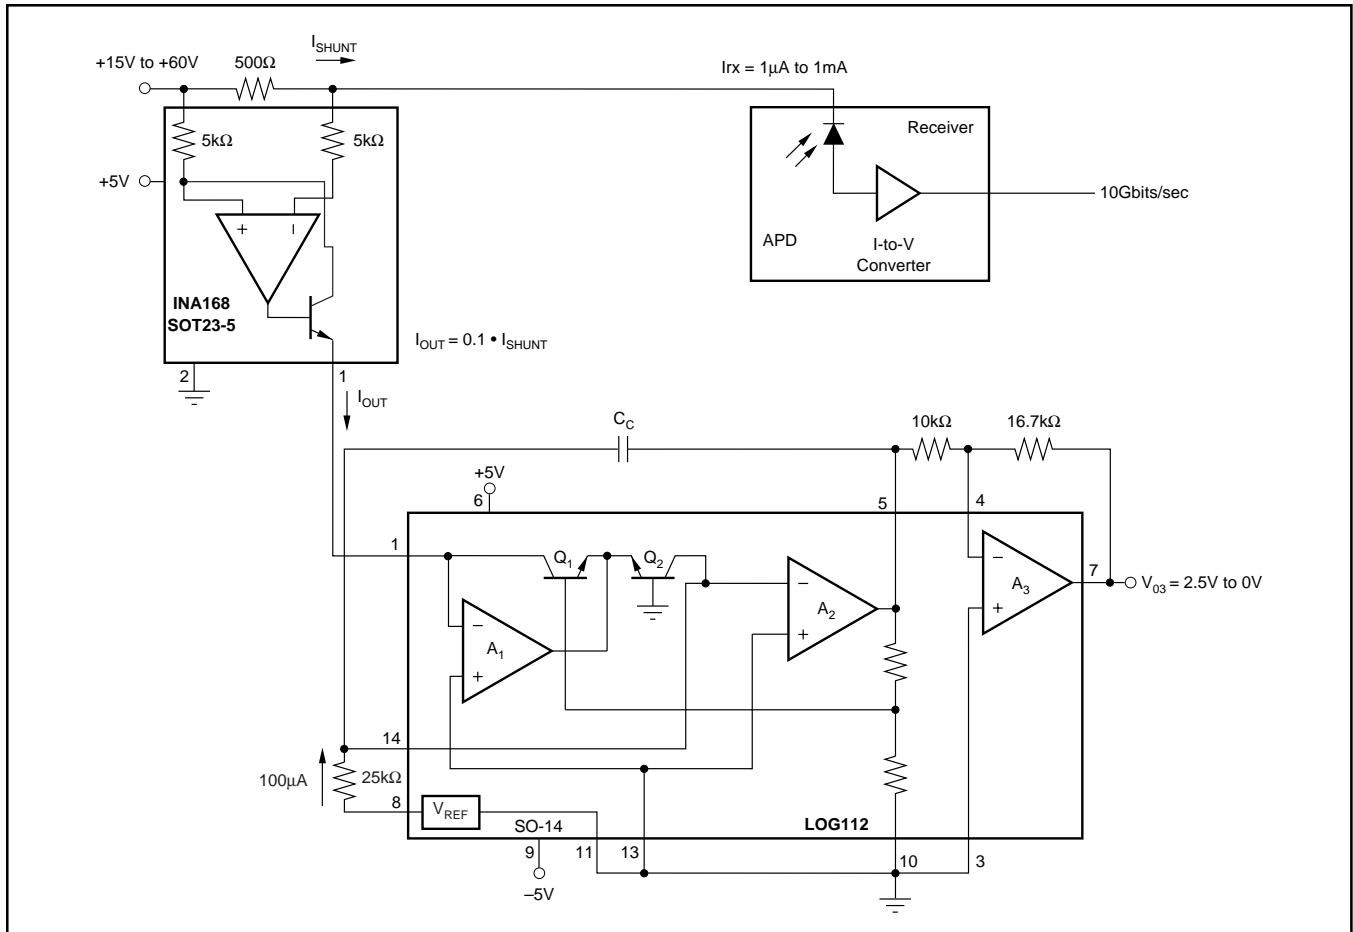 I_SHUNT
+15V to +60V
500Ω
Irx = 1µA to 1mA
Receiver
5kΩ
5kΩ
+5V
10Gbits/sec
+
–
APD
I-to-V
Converter
INA168
SOT23-5
I_OUT = 0.1 • I_SHUNT
2
1
I_OUT
C_C
10kΩ
16.7kΩ
+5V
6
5
4
1
Q_1
Q_2
–
A_1
+
–
A_2
+
–
A_3
+
7
V_03 = 2.5V to 0V
14
100µA
25kΩ
8
V_REF
SO-14
LOG112
9
11
13
10
3
–5V